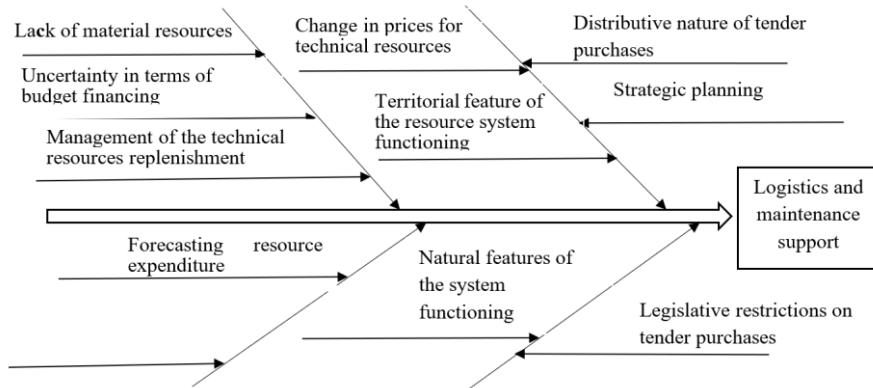 Lack of material resources
Uncertainty in terms of
budget financing
Management of the technical
resources replenishment
Change in prices for
technical resources
Territorial feature of
the resource system
functioning
Distributive nature of tender
purchases
Strategic planning
Logistics and
maintenance
support
Forecasting resource
expenditure
Natural features of
the system
functioning
Legislative restrictions on
tender purchases